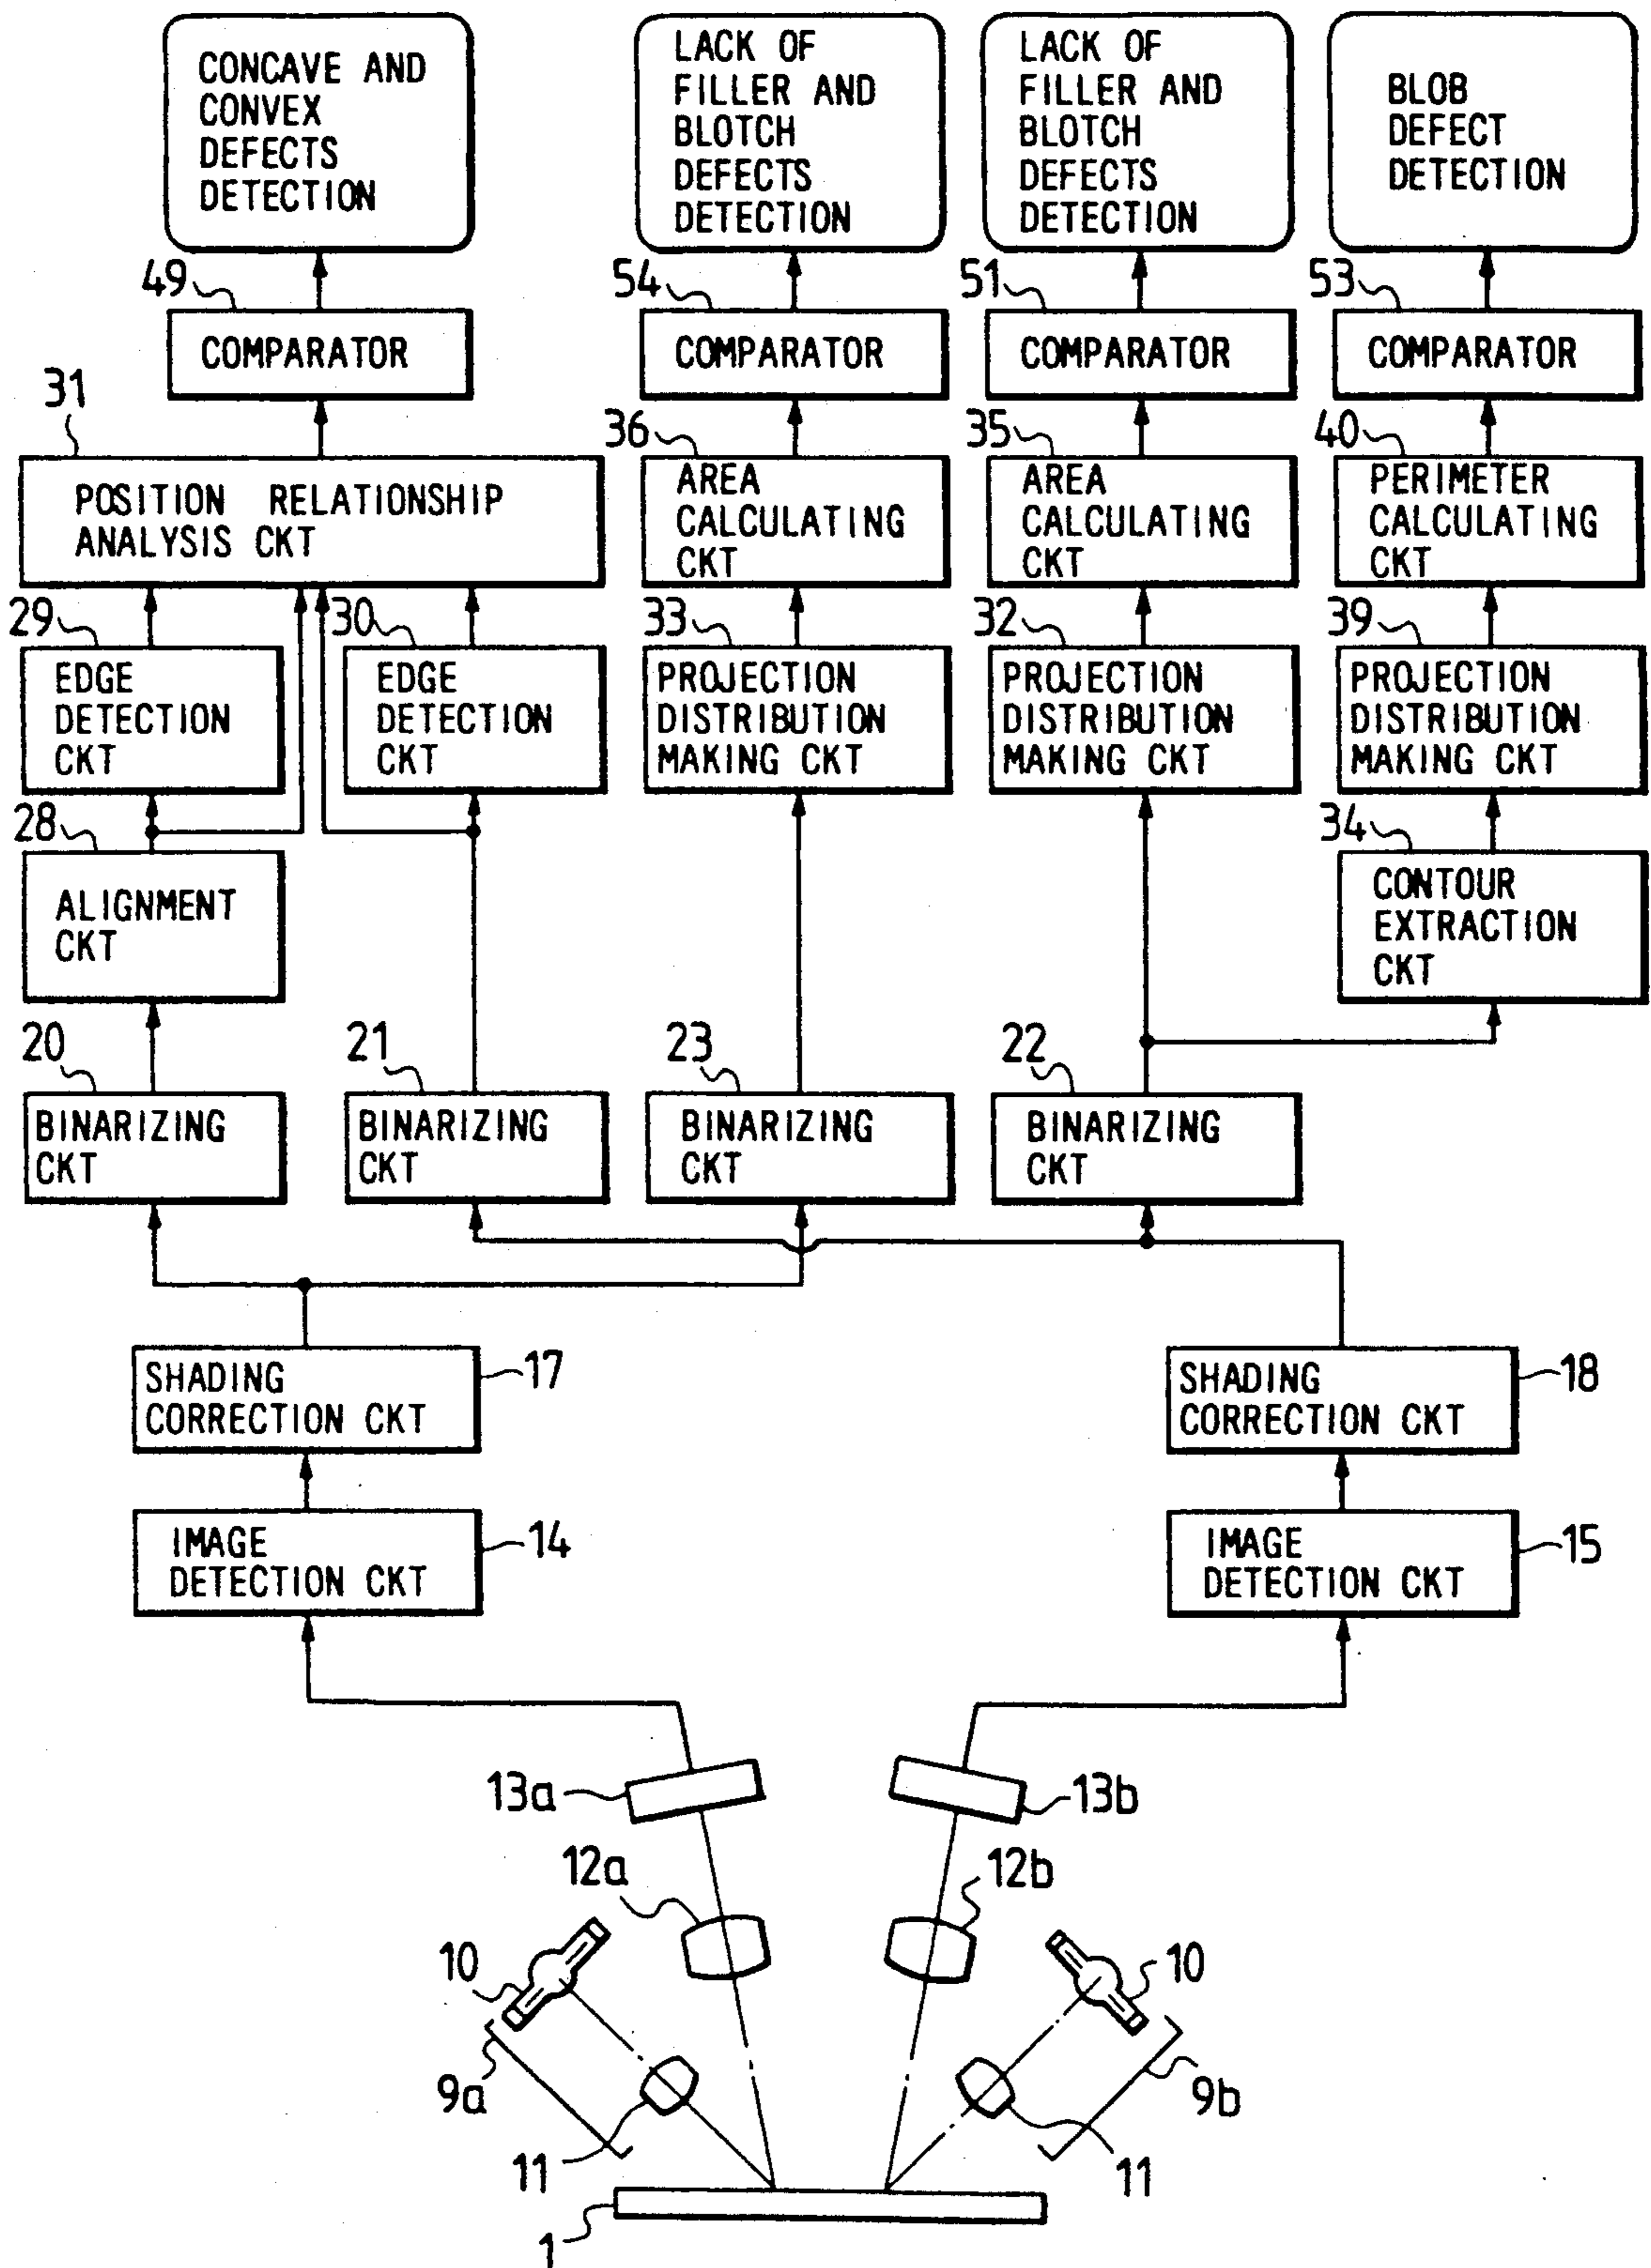 CONCAVE AND
CONVEX
DEFECTS
DETECTION
LACK OF
FILLER AND
BLOTCH
DEFECTS
DETECTION
LACK OF
FILLER AND
BLOTCH
DEFECTS
DETECTION
BLOB
DEFECT
DETECTION
49
54
51
53
COMPARATOR
COMPARATOR
COMPARATOR
COMPARATOR
31
36
35
40
POSITION RELATIONSHIP
ANALYSIS CKT
AREA
CALCULATING
CKT
AREA
CALCULATING
CKT
PERIMETER
CALCULATING
CKT
29
30
33
32
39
EDGE
DETECTION
CKT
EDGE
DETECTION
CKT
PROJECTION
DISTRIBUTION
MAKING CKT
PROJECTION
DISTRIBUTION
MAKING CKT
PROJECTION
DISTRIBUTION
MAKING CKT
28
34
ALIGNMENT
CKT
CONTOUR
EXTRACTION
CKT
20
21
23
22
BINARIZING
CKT
BINARIZING
CKT
BINARIZING
CKT
BINARIZING
CKT
SHADING
CORRECTION CKT
17
SHADING
CORRECTION CKT
18
IMAGE
DETECTION CKT
14
IMAGE
DETECTION CKT
15
13a
13b
12a
12b
10
10
9a
9b
11
11
1